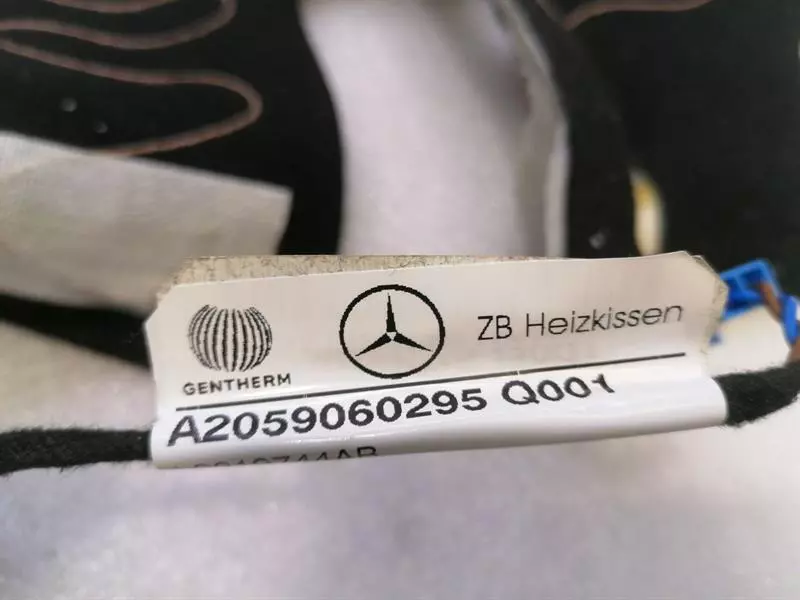 GENTHERM
ZB Heizkissen
A2059060295 Q001